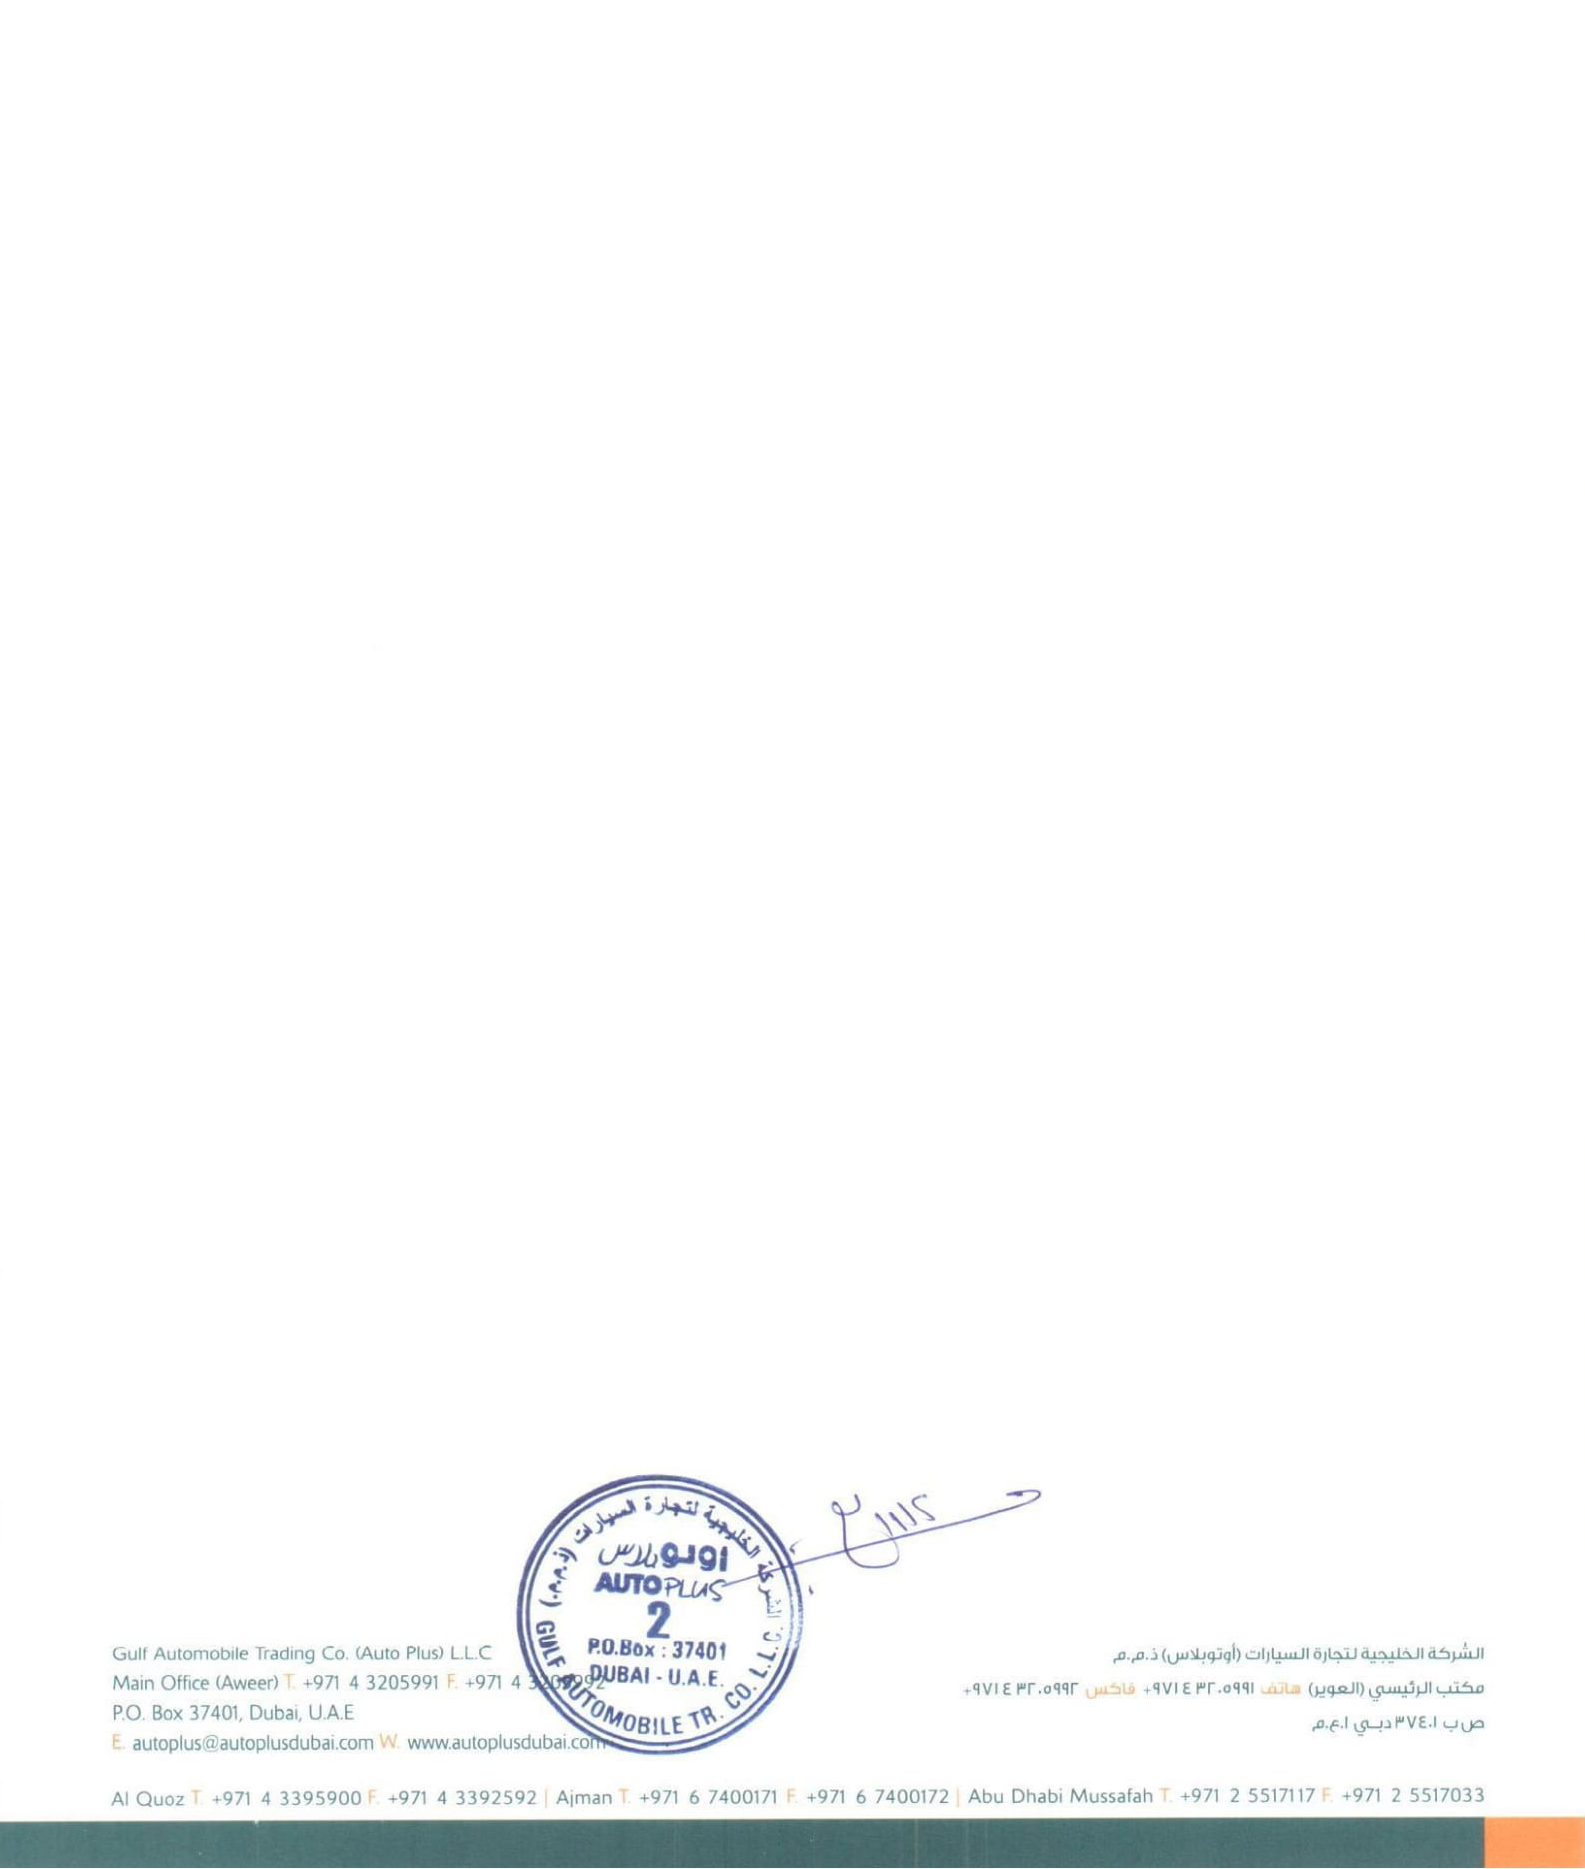 الشركة الخليجية لتجارة السيارات (ذ.م.م.)
أوتوبلاس
AUTOPLUS
2
P.O.Box : 37401
DUBAI - U.A.E.
GULF AUTOMOBILE TR. CO. L.L.C.
Gulf Automobile Trading Co. (Auto Plus) L.L.C
Main Office (Aweer) T. +971 4 3205991 F. +971 4 3205992
P.O. Box 37401, Dubai, U.A.E
E. autoplus@autoplusdubai.com W. www.autoplusdubai.com
الشركة الخليجية لتجارة السيارات (أوتوبلاس) ذ.م.م
مكتب الرئيسي (العوير) هاتف ٣٢٠٥٩٩١ ٤ ٩٧١+ فاكس ٣٢٠٥٩٩٢ ٤ ٩٧١+
ص ب ٣٧٤٠١ دبــي ا.ع.م
Al Quoz T. +971 4 3395900 F. +971 4 3392592 | Ajman T. +971 6 7400171 F. +971 6 7400172 | Abu Dhabi Mussafah T. +971 2 5517117 F. +971 2 5517033